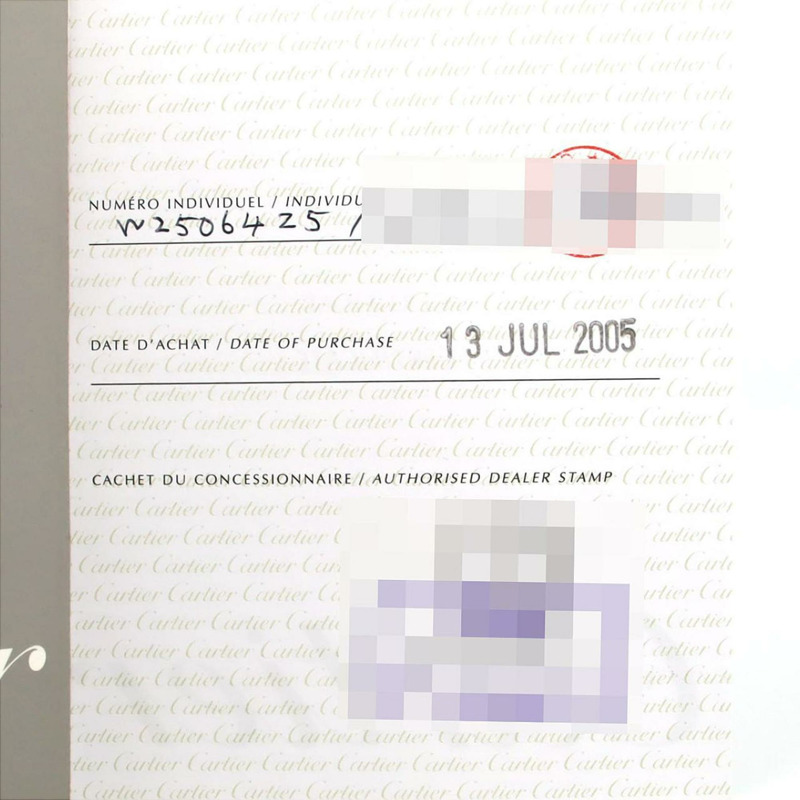 NUMÉRO INDIVIDUEL / INDIVIDU
W2506425 /
DATE D'ACHAT / DATE OF PURCHASE 13 JUL 2005
CACHET DU CONCESSIONNAIRE / AUTHORISED DEALER STAMP